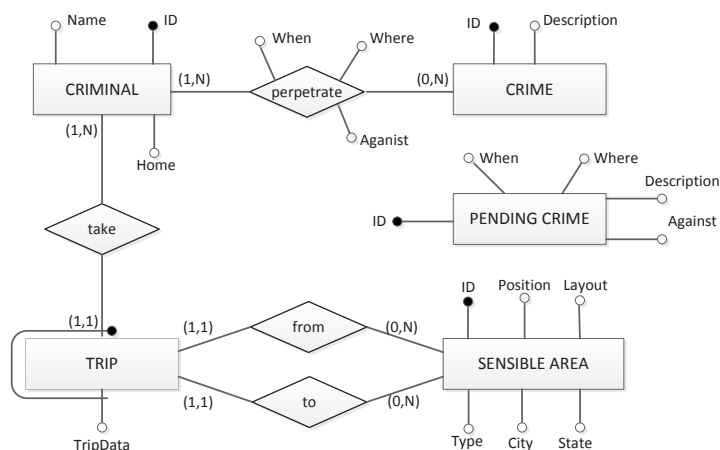 Name
ID
When
Where
ID
Description
CRIMINAL
(1,N)
perpetrate
(0,N)
CRIME
(1,N)
Home
Aganist
When
Where
Description
ID
PENDING CRIME
Against
take
ID
Position
Layout
(1,1)
(1,1)
from
(0,N)
TRIP
SENSIBLE AREA
(1,1)
to
(0,N)
TripData
Type
City
State